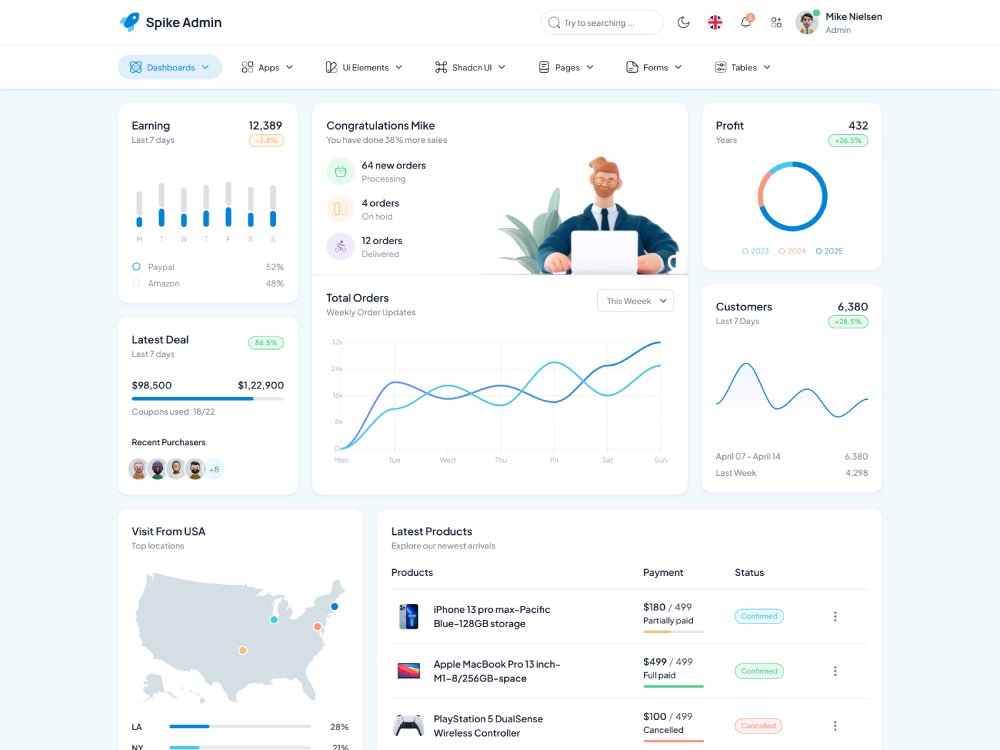 Spike Admin
Try to searching ...
5
Mike Nielsen
Admin
Dashboards
Apps
Ui Elements
Shadcn UI
Pages
Forms
Tables
Earning
12,389
Last 7 days
-3.8%
M T W T F S S
Paypal 52%
Amazon 48%
Latest Deal
86.5%
Last 7 days
$98,500 $1,22,900
Coupons used: 18/22
Recent Purchasers
+8
Congratulations Mike
You have done 38% more sales
64 new orders
Processing
4 orders
On hold
12 orders
Delivered
Total Orders
Weekly Order Updates
This Weeek
32k
24k
16k
8k
0k
Mon Tue Wed Thu Fri Sat Sun
Profit
432
Years
+26.5%
2023 2024 2025
Customers
6,380
Last 7 Days
+28.5%
April 07 - April 14 6,380
Last Week 4,298
Visit From USA
Top locations
LA 28%
NY 21%
Latest Products
Explore our newest arrivals
Products Payment Status
iPhone 13 pro max-Pacific
Blue-128GB storage
$180 / 499
Partially paid
Confirmed
Apple MacBook Pro 13 inch-
M1-8/256GB-space
$499 / 499
Full paid
Confirmed
PlayStation 5 DualSense
Wireless Controller
$100 / 499
Cancelled
Cancelled